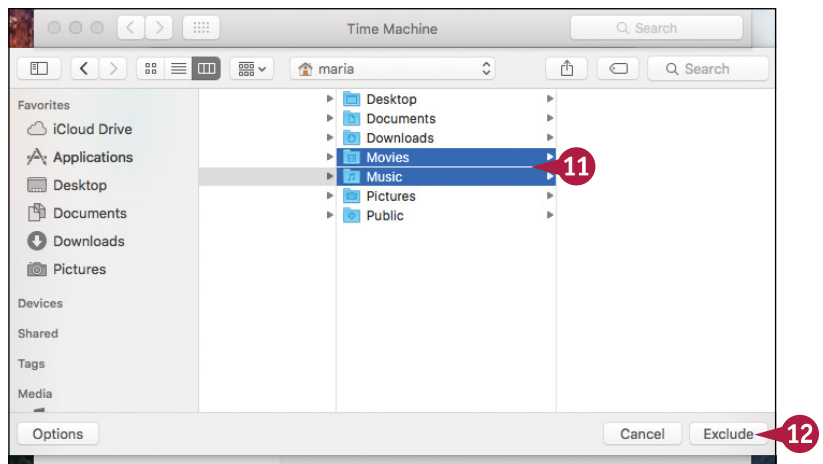 Time Machine
Search
maria
Search
Favorites
iCloud Drive
Applications
Desktop
Documents
Downloads
Pictures
Devices
Shared
Tags
Media
Desktop
Documents
Downloads
Movies
Music
Pictures
Public
11
Options
Cancel
Exclude
12